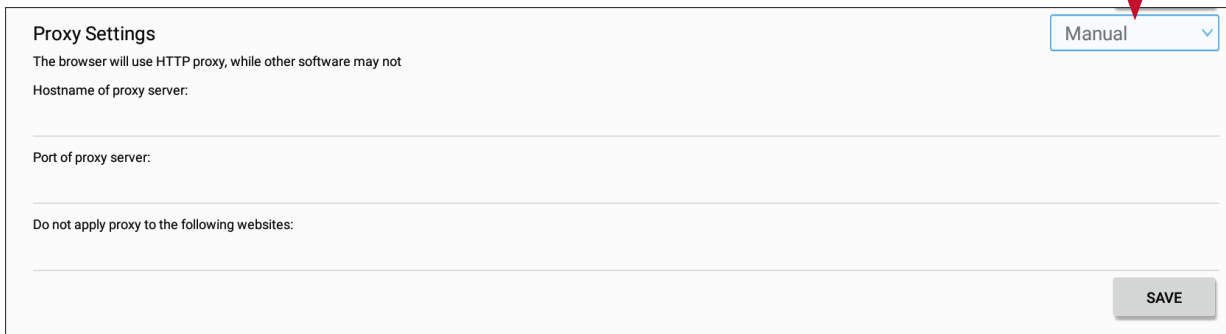 Proxy Settings
Manual
The browser will use HTTP proxy, while other software may not
Hostname of proxy server:
Port of proxy server:
Do not apply proxy to the following websites:
SAVE